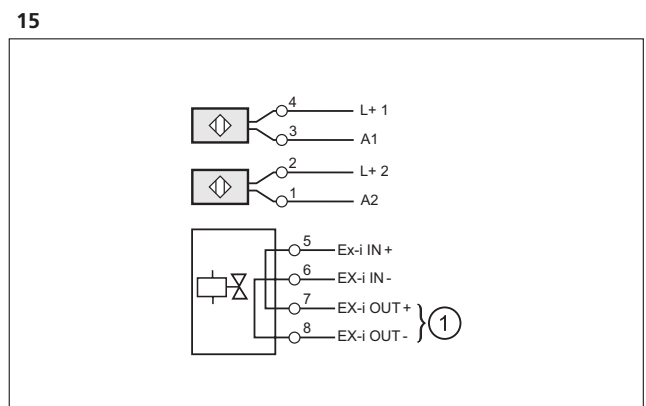 15
4 L+ 1
3 A1
2 L+ 2
1 A2
5 Ex-i IN +
6 EX-i IN -
7 EX-i OUT +
8 EX-i OUT -
1